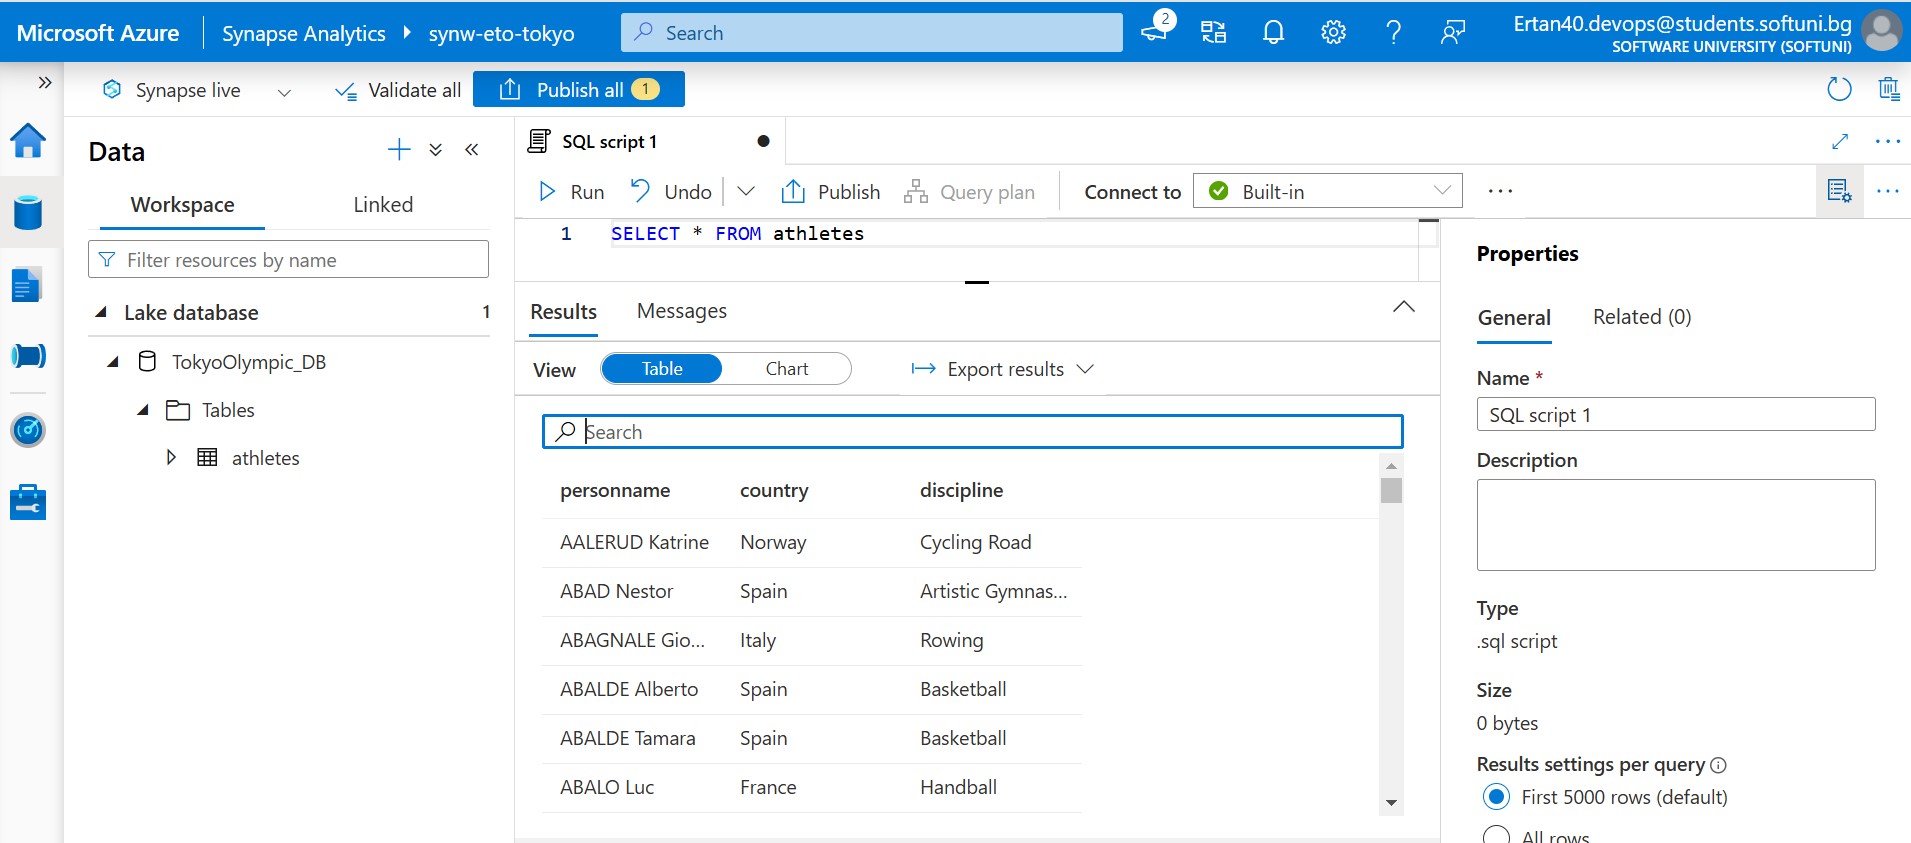 Microsoft Azure
Synapse Analytics
synw-eto-tokyo
Search
2
Ertan40.devops@students.softuni.bg
SOFTWARE UNIVERSITY (SOFTUNI)
Synapse live
Validate all
Publish all
1
Data
Workspace
Linked
Filter resources by name
Lake database
1
TokyoOlympic_DB
Tables
athletes
SQL script 1
Run
Undo
Publish
Query plan
Connect to
Built-in
1
SELECT * FROM athletes
Results
Messages
View
Table
Chart
Export results
Search
personname country discipline
AALERUD Katrine Norway Cycling Road
ABAD Nestor Spain Artistic Gymnas...
ABAGNALE Gio... Italy Rowing
ABALDE Alberto Spain Basketball
ABALDE Tamara Spain Basketball
ABALO Luc France Handball
Properties
General
Related (0)
Name *
SQL script 1
Description
Type
.sql script
Size
0 bytes
Results settings per query
First 5000 rows (default)
All rows